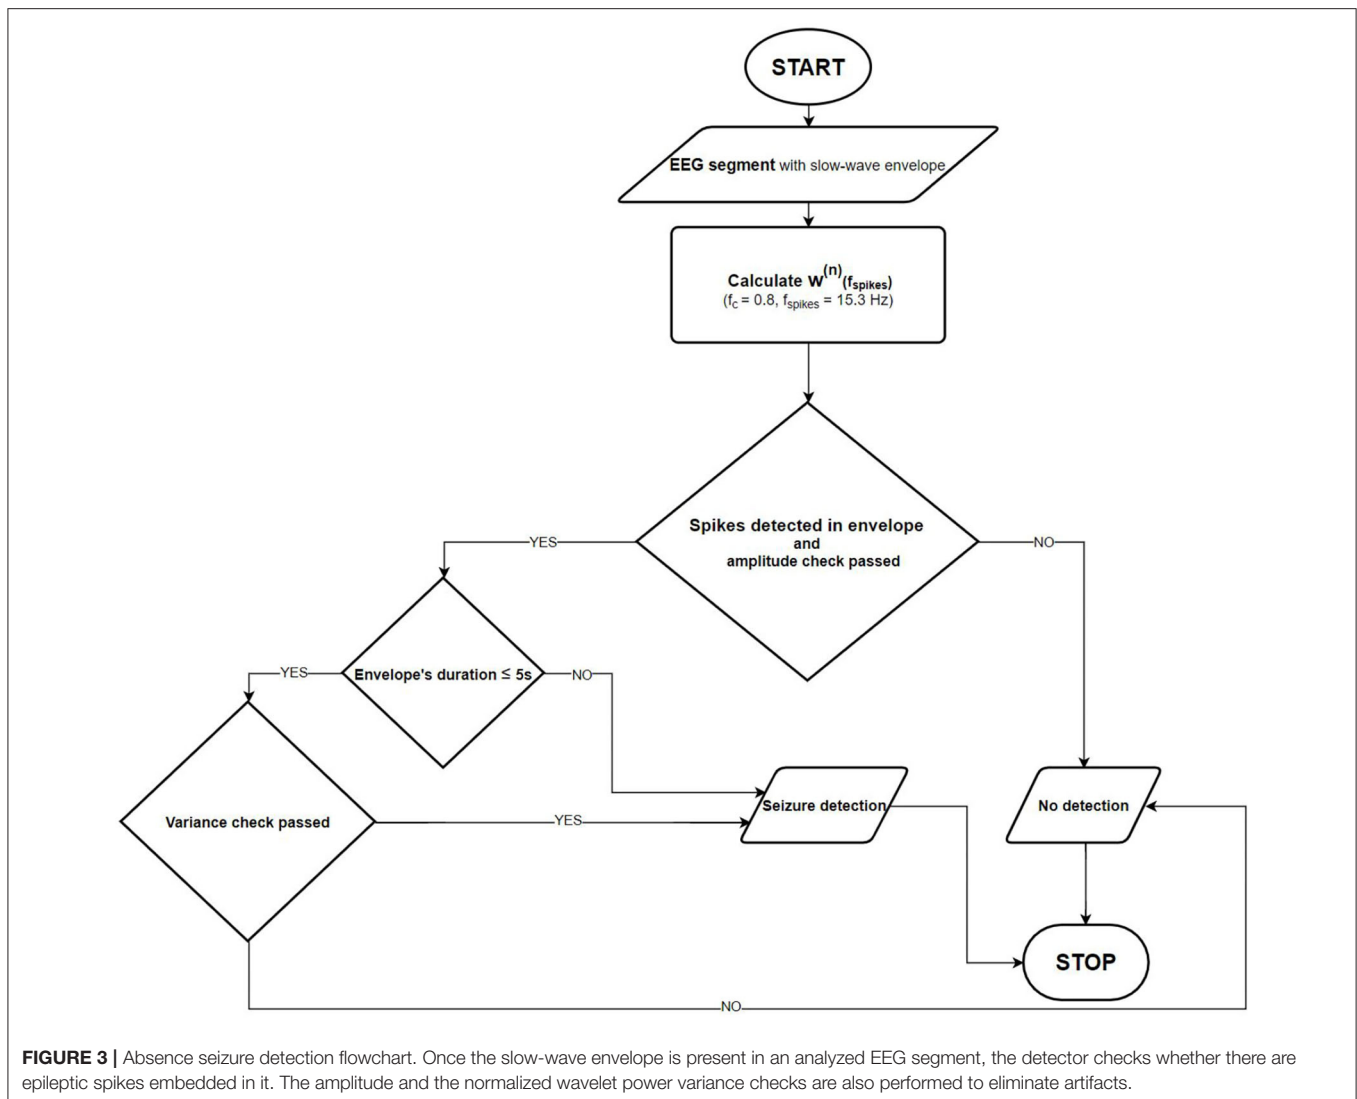 START
EEG segment with slow-wave envelope
Calculate w(n)(fspikes)
(fc = 0.8, fspikes = 15.3 Hz)
Spikes detected in envelope
and
amplitude check passed
YES
NO
Envelope's duration ≤ 5s
YES
NO
Variance check passed
YES
Seizure detection
No detection
STOP
NO
FIGURE 3 | Absence seizure detection flowchart. Once the slow-wave envelope is present in an analyzed EEG segment, the detector checks whether there are
epileptic spikes embedded in it. The amplitude and the normalized wavelet power variance checks are also performed to eliminate artifacts.